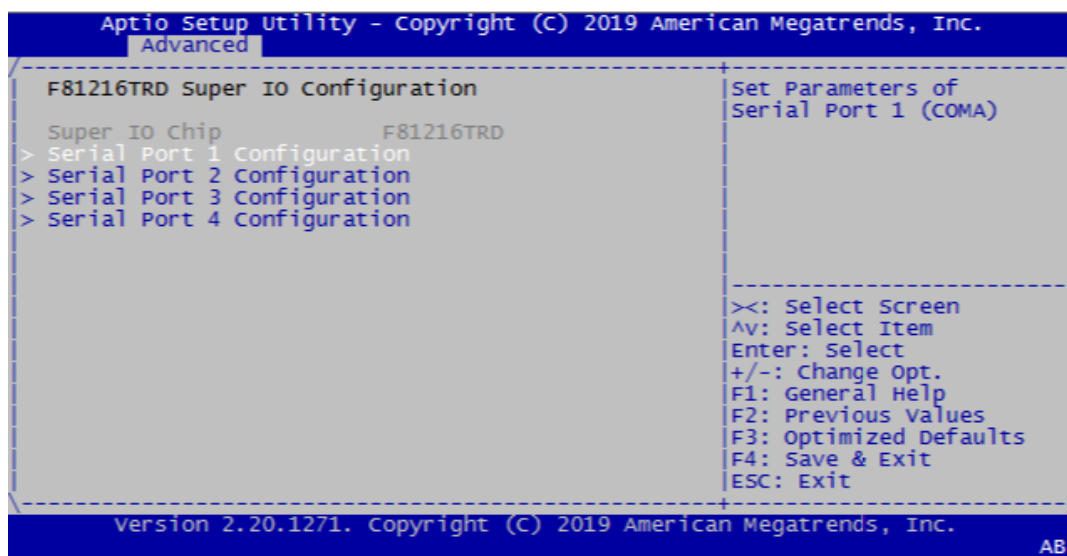 Aptio Setup Utility - Copyright (C) 2019 American Megatrends, Inc.
Advanced
F81216TRD Super IO Configuration
Super IO Chip F81216TRD
> Serial Port 1 Configuration
> Serial Port 2 Configuration
> Serial Port 3 Configuration
> Serial Port 4 Configuration
Set Parameters of
Serial Port 1 (COMA)
><: Select Screen
^v: Select Item
Enter: Select
+/-: Change Opt.
F1: General Help
F2: Previous Values
F3: Optimized Defaults
F4: Save & Exit
ESC: Exit
Version 2.20.1271. Copyright (C) 2019 American Megatrends, Inc.
AB